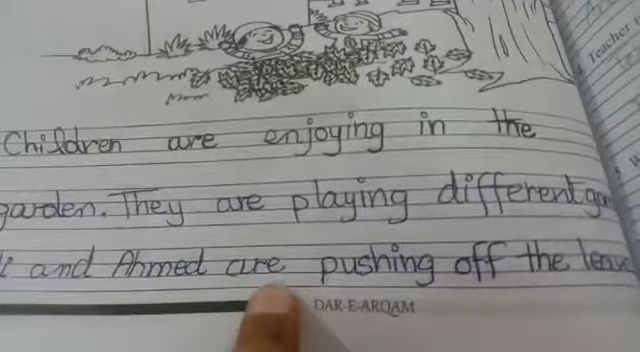 Teacher
Children are enjoying in the
garden. They are playing different
and Ahmed are pushing off the
DAR-E-ARQAM